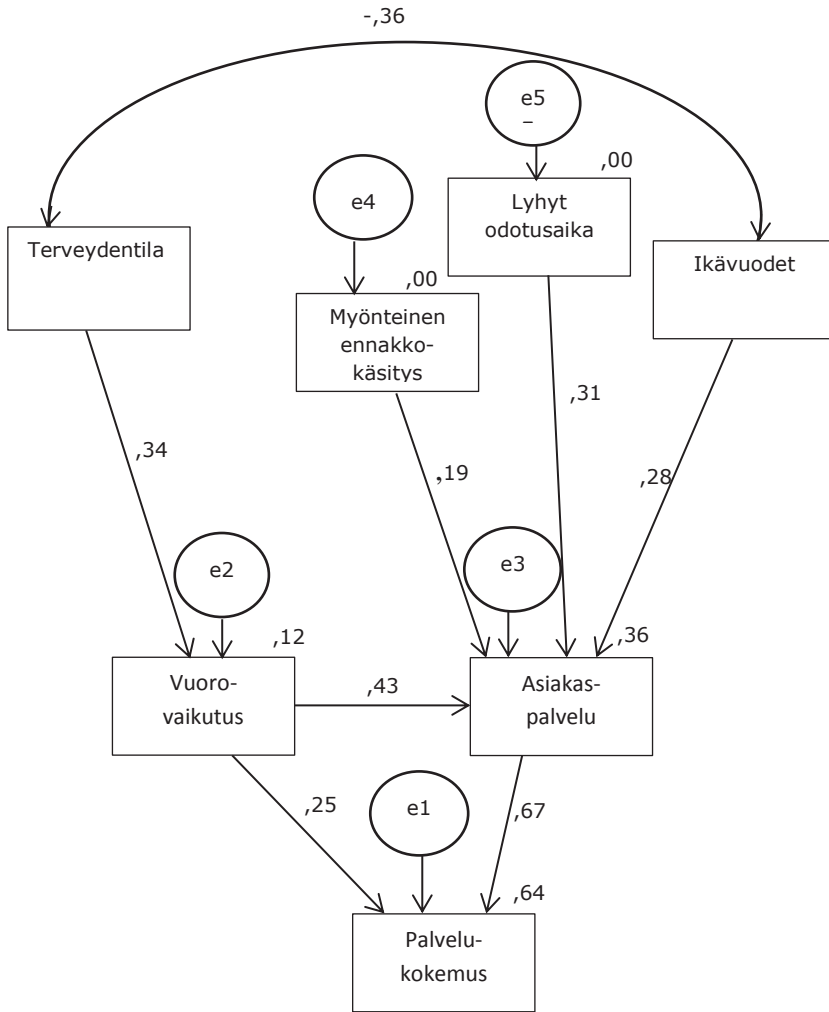 -,36
e5
–
,00
e4
Lyhyt
odotusaika
Terveydentila
Ikävuodet
,00
Myönteinen
ennakko-
käsitys
,31
,34
,19
,28
e2
e3
,12
,36
Vuoro-
vaikutus
,43
Asiakas-
palvelu
,25
e1
,67
,64
Palvelu-
kokemus